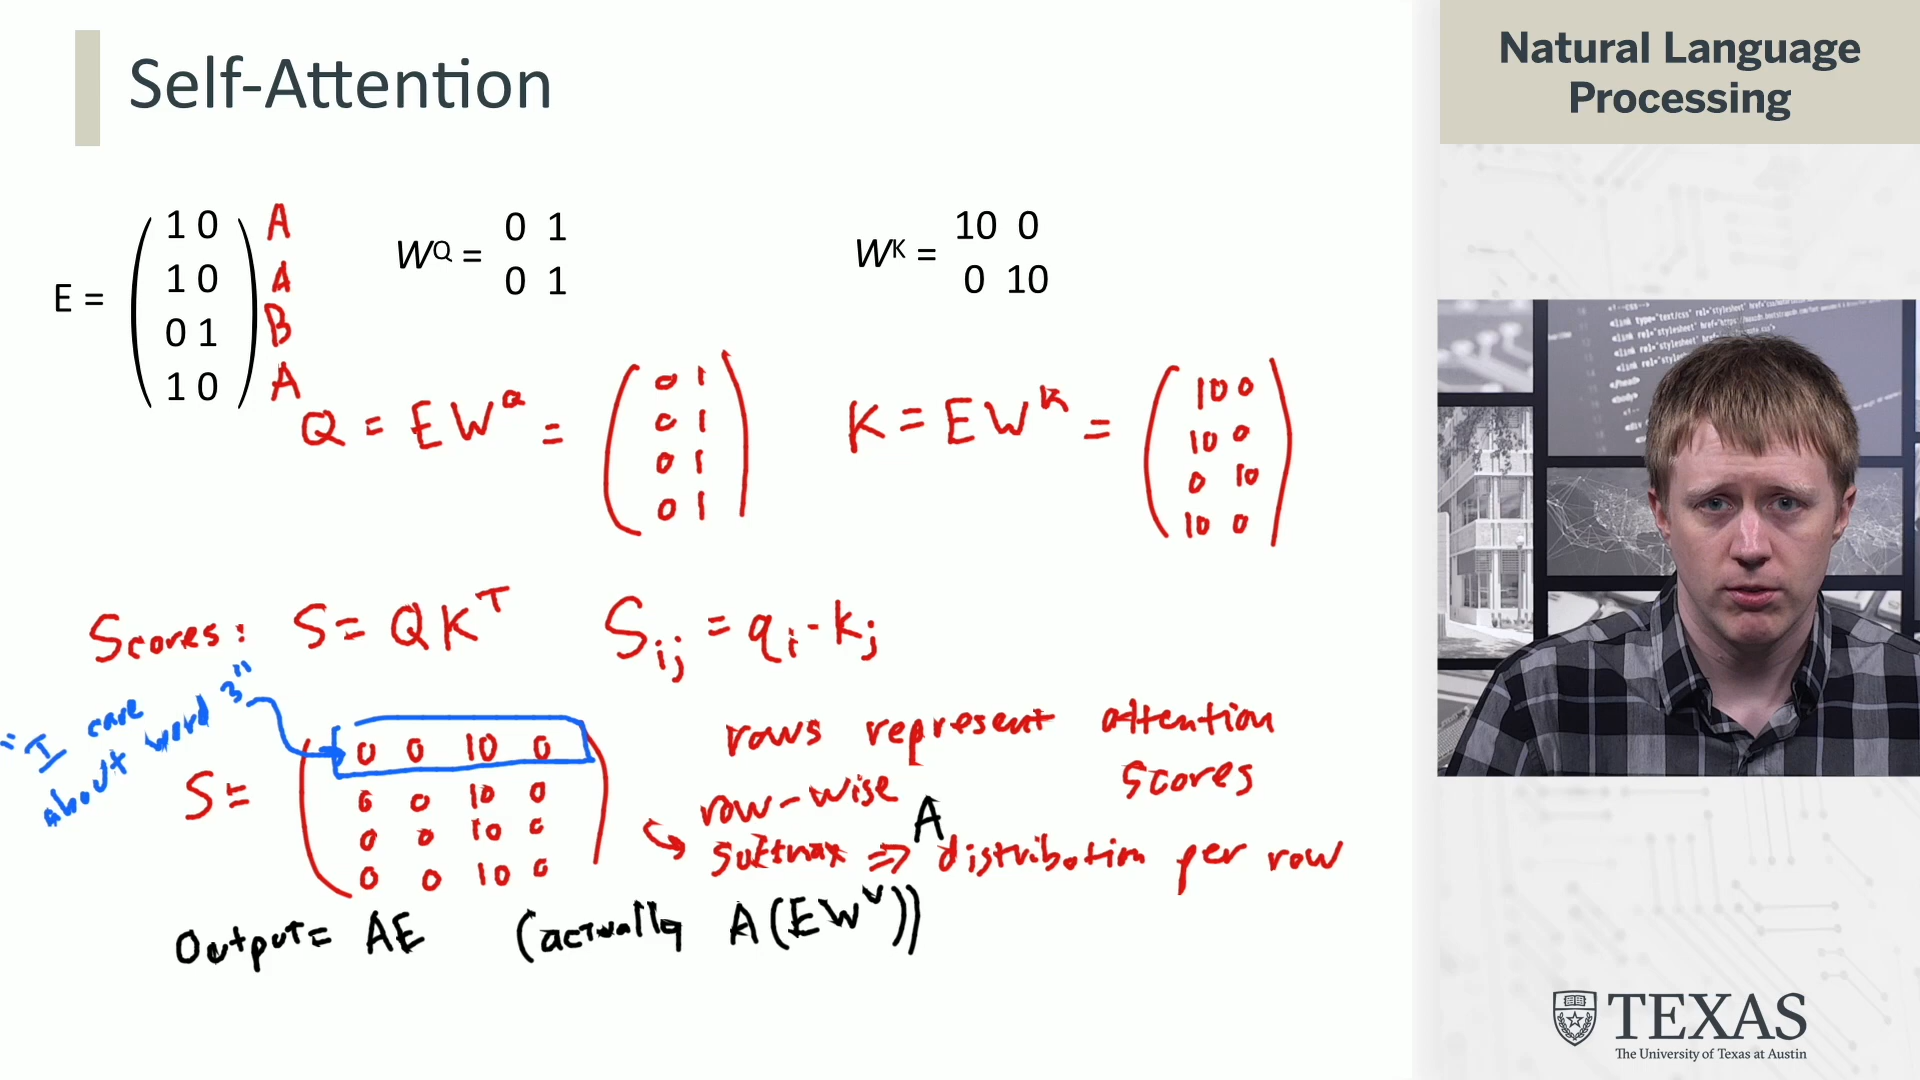 Self-Attention
Natural Language
Processing
E =
1 0 A
1 0 A
0 1 B
1 0 A
W^Q =
0 1
0 1
W^K =
10 0
0 10
Q = E W^Q =
0 1
0 1
0 1
0 1
K = E W^K =
10 0
10 0
0 10
10 0
Scores: S = Q K^T S_ij = q_i · k_j
"I care
about word 3"
S =
0 0 10 0
0 0 10 0
0 0 10 0
0 0 10 0
rows represent attention
scores
row-wise
softmax ⇒ distribution per row
A
Output = AE (actually A(EW^V))
TEXAS
The University of Texas at Austin